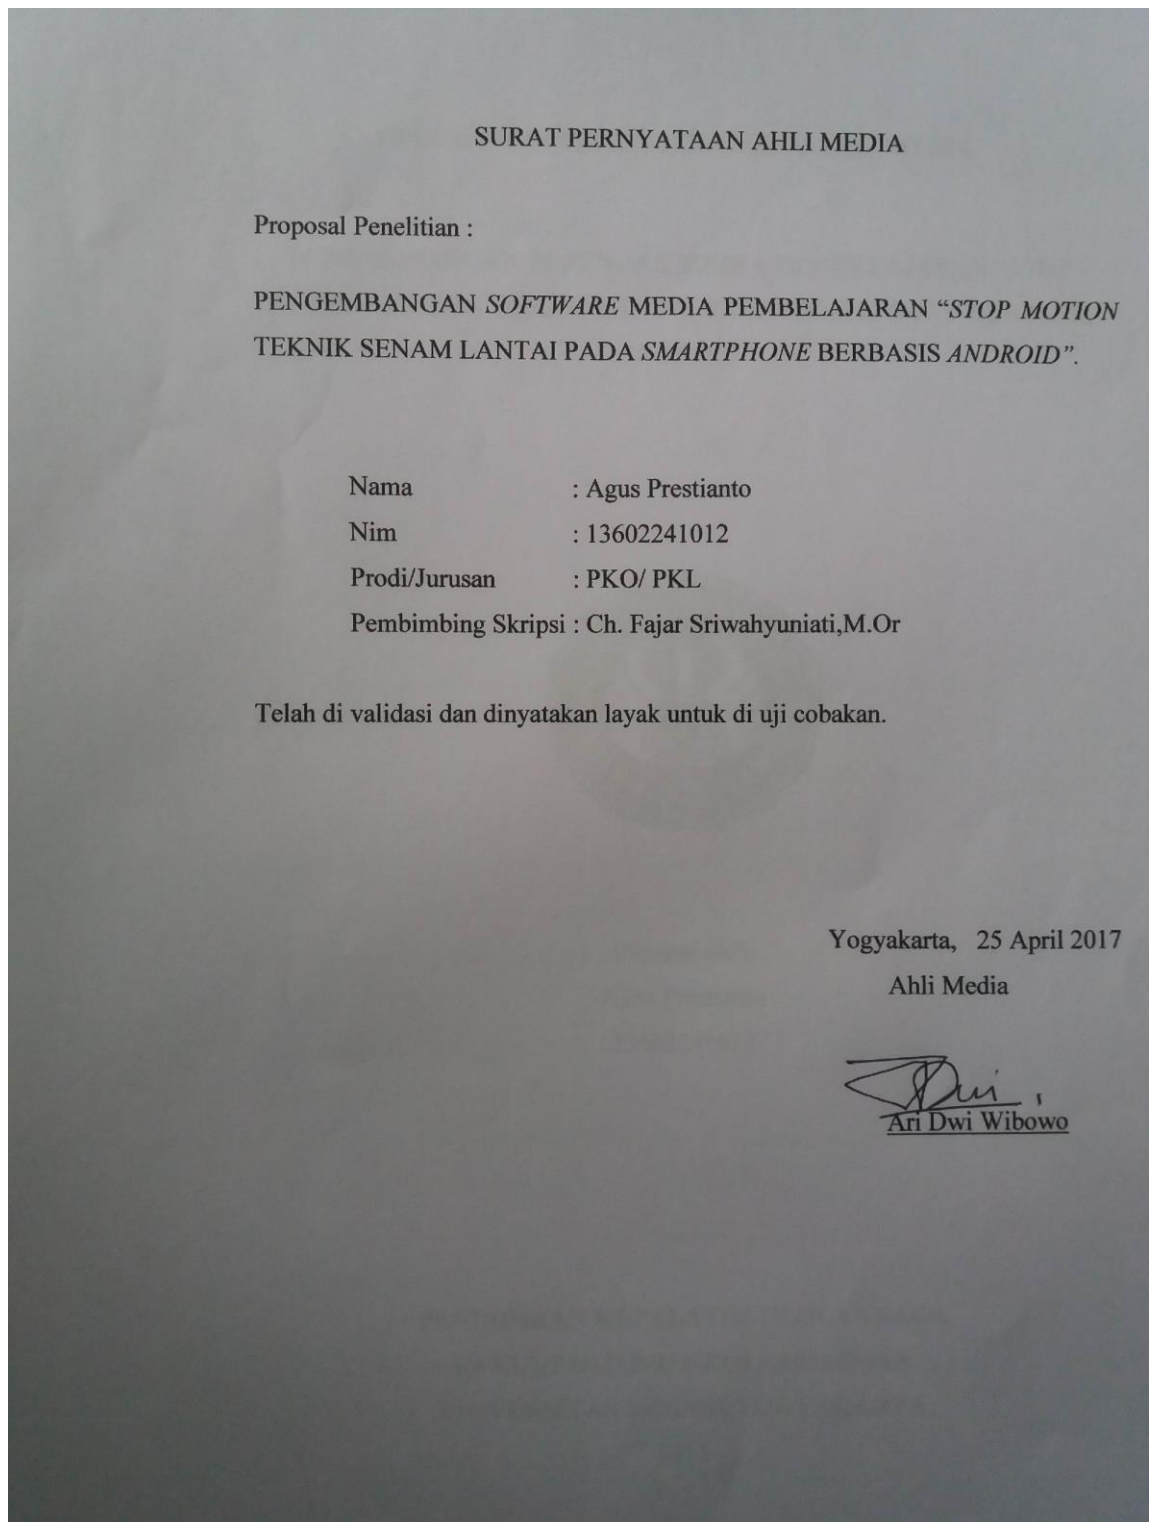 SURAT PERNYATAAN AHLI MEDIA
Proposal Penelitian :
PENGEMBANGAN SOFTWARE MEDIA PEMBELAJARAN “STOP MOTION
TEKNIK SENAM LANTAI PADA SMARTPHONE BERBASIS ANDROID”.
Nama : Agus Prestianto
Nim : 13602241012
Prodi/Jurusan : PKO/ PKL
Pembimbing Skripsi : Ch. Fajar Sriwahyuniati,M.Or
Telah di validasi dan dinyatakan layak untuk di uji cobakan.
Yogyakarta, 25 April 2017
Ahli Media
Ari Dwi Wibowo